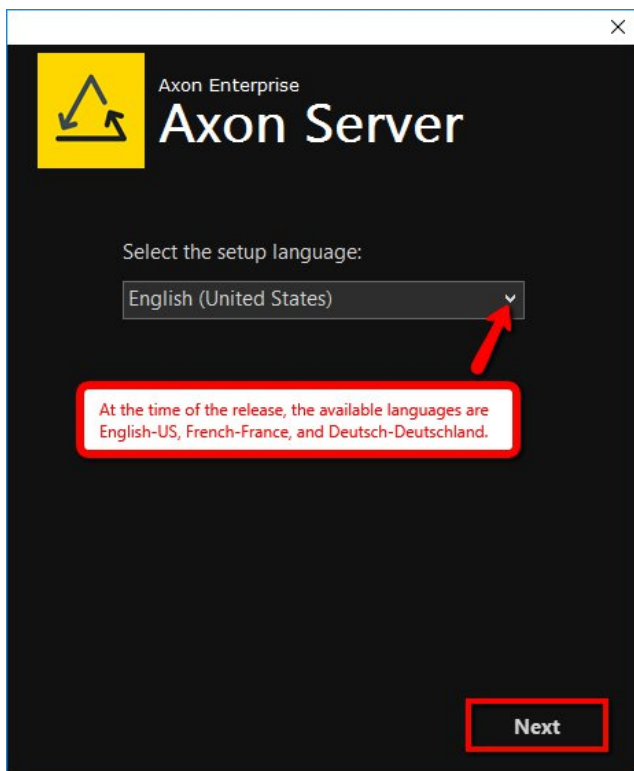 Axon Enterprise
Axon Server
Select the setup language:
English (United States)
At the time of the release, the available languages are
English-US, French-France, and Deutsch-Deutschland.
Next